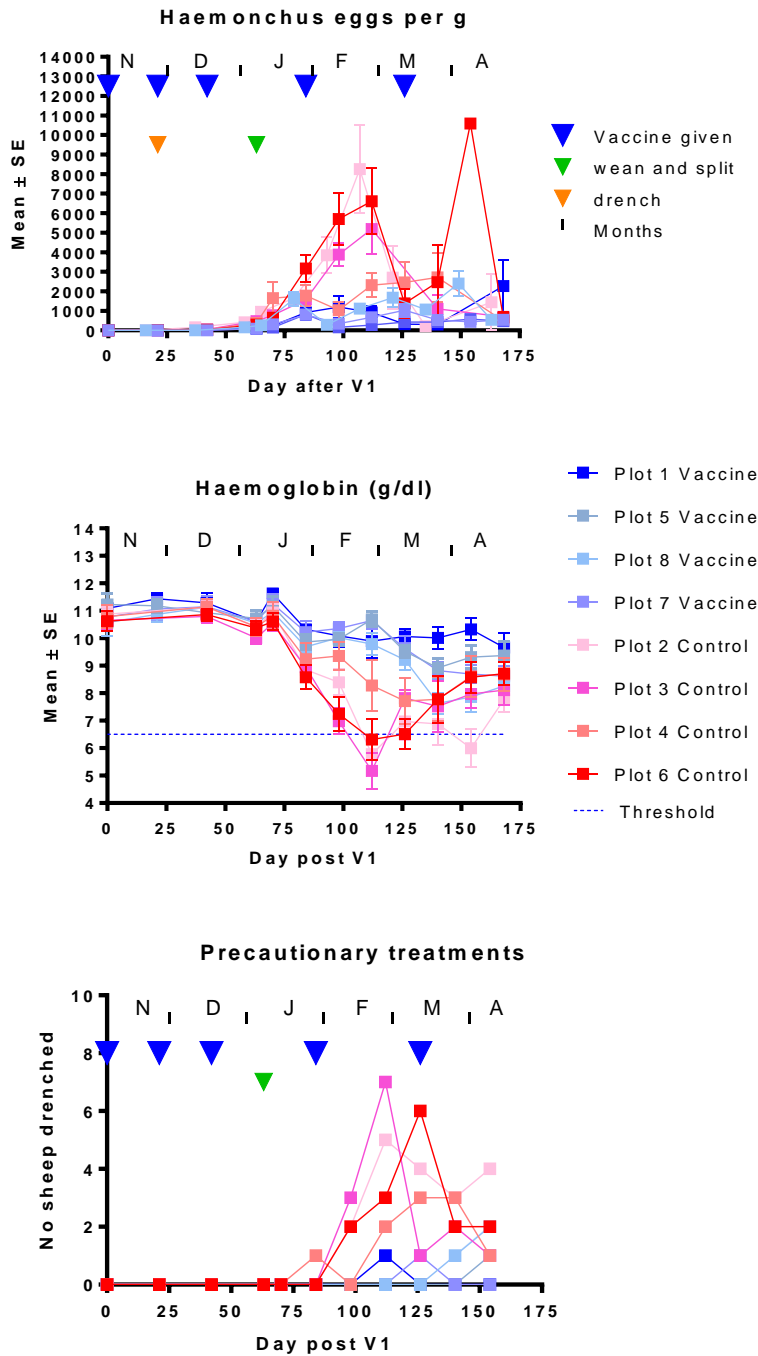 Haemonchus eggs per g
N D J F M A
14000
13000
12000
11000
10000
9000
8000
7000
6000
5000
4000
3000
2000
1000
0
Mean ± SE
0 25 50 75 100 125 150 175
Day after V1
Vaccine given
wean and split
drench
Months
Haemoglobin (g/dl)
N D J F M A
14
13
12
11
10
9
8
7
6
5
4
Mean ± SE
0 25 50 75 100 125 150 175
Day post V1
Plot 1 Vaccine
Plot 5 Vaccine
Plot 8 Vaccine
Plot 7 Vaccine
Plot 2 Control
Plot 3 Control
Plot 4 Control
Plot 6 Control
Threshold
Precautionary treatments
N D J F M A
10
8
6
4
2
0
No sheep drenched
0 25 50 75 100 125 150 175
Day post V1